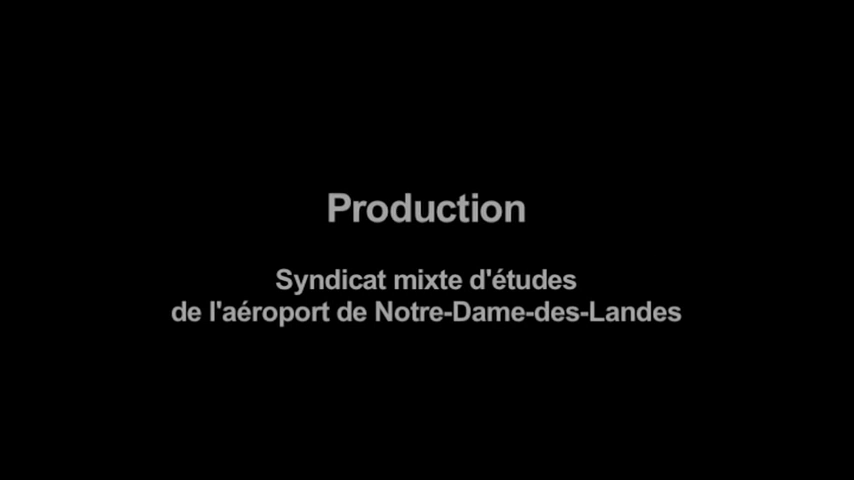 Production
Syndicat mixte d'études
de l'aéroport de Notre-Dame-des-Landes